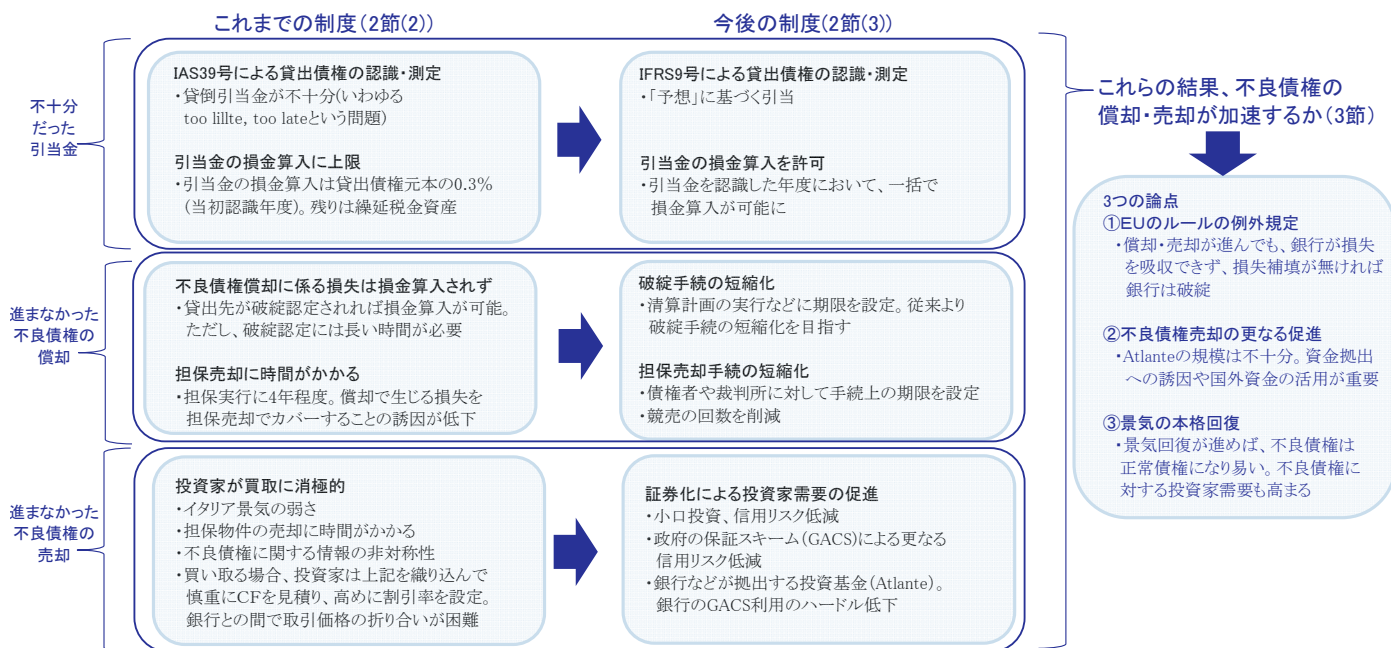 これまでの制度(2節(2))
今後の制度(2節(3))
不十分
だった
引当金
IAS39号による貸出債権の認識・測定
・貸倒引当金が不十分(いわゆる
too lillte, too lateという問題)
引当金の損金算入に上限
・引当金の損金算入は貸出債権元本の0.3%
(当初認識年度)。残りは繰延税金資産
IFRS9号による貸出債権の認識・測定
・「予想」に基づく引当
引当金の損金算入を許可
・引当金を認識した年度において、一括で
損金算入が可能に
進まなかった
不良債権の
償却
不良債権償却に係る損失は損金算入されず
・貸出先が破綻認定されれば損金算入が可能。
ただし、破綻認定には長い時間が必要
担保売却に時間がかかる
・担保実行に4年程度。償却で生じる損失を
担保売却でカバーすることの誘因が低下
破綻手続の短縮化
・清算計画の実行などに期限を設定。従来より
破綻手続の短縮化を目指す
担保売却手続の短縮化
・債権者や裁判所に対して手続上の期限を設定
・競売の回数を削減
進まなかった
不良債権の
売却
投資家が買取に消極的
・イタリア景気の弱さ
・担保物件の売却に時間がかかる
・不良債権に関する情報の非対称性
・買い取る場合、投資家は上記を織り込んで
慎重にCFを見積り、高めに割引率を設定。
銀行との間で取引価格の折り合いが困難
証券化による投資家需要の促進
・小口投資、信用リスク低減
・政府の保証スキーム(GACS)による更なる
信用リスク低減
・銀行などが拠出する投資基金(Atlante)。
銀行のGACS利用のハードル低下
これらの結果、不良債権の
償却・売却が加速するか(3節)
3つの論点
①EUのルールの例外規定
・償却・売却が進んでも、銀行が損失
を吸収できず、損失補填が無ければ
銀行は破綻
②不良債権売却の更なる促進
・Atlanteの規模は不十分。資金拠出
への誘因や国外資金の活用が重要
③景気の本格回復
・景気回復が進めば、不良債権は
正常債権になり易い。不良債権に
対する投資家需要も高まる